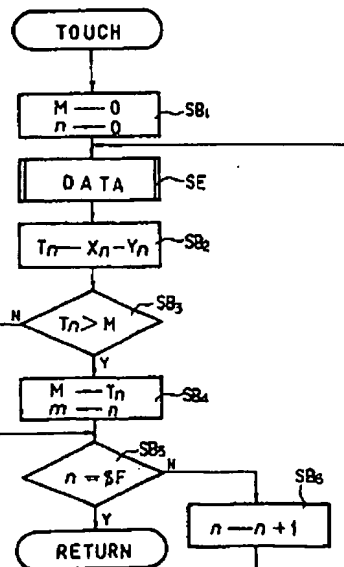 TOUCH
M — 0
n — 0
SB₁
DATA
SE
Tn — Xn - Yn
SB₂
SB₃
N
Tn > M
Y
M — Tn
m — n
SB₄
SB₅
n = $F
N
SB₆
Y
n — n + 1
RETURN